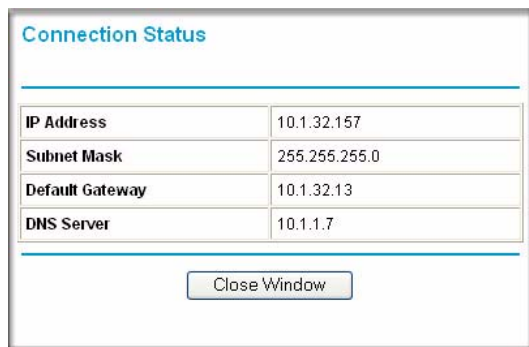 Connection Status
IP Address 10.1.32.157
Subnet Mask 255.255.255.0
Default Gateway 10.1.32.13
DNS Server 10.1.1.7
Close Window